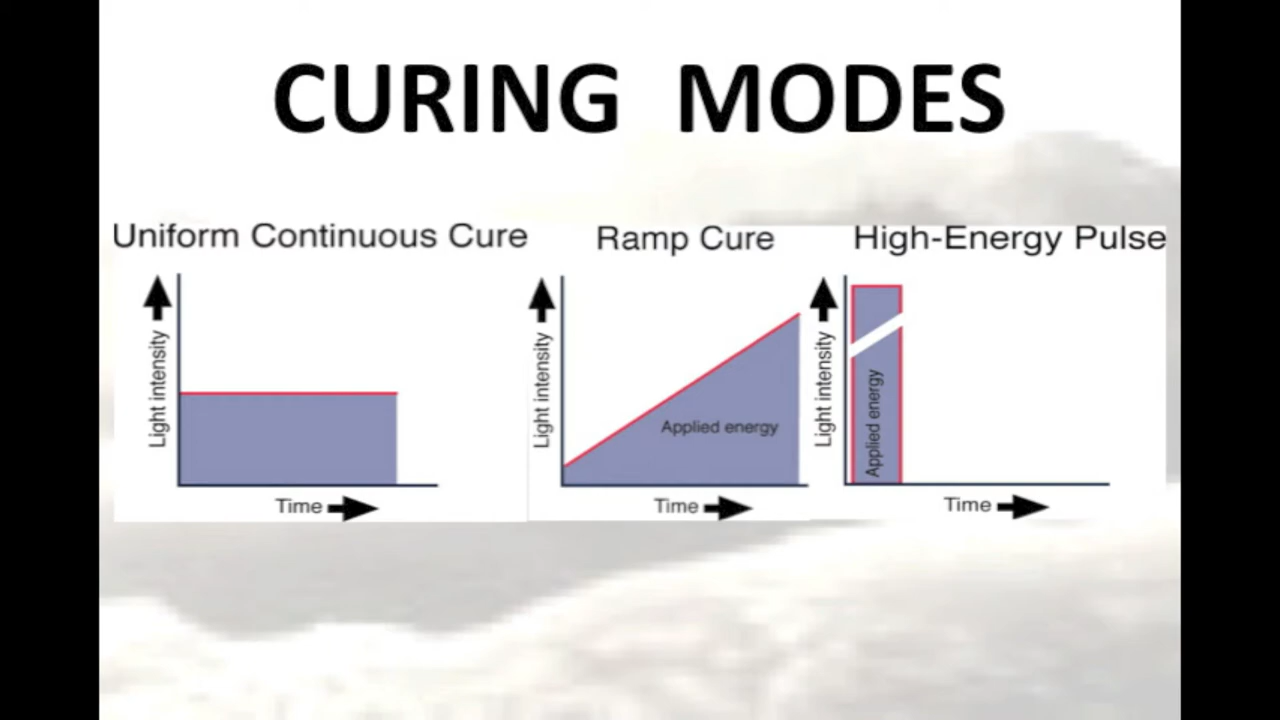 CURING MODES
Uniform Continuous Cure
Light intensity
Time
Ramp Cure
Light intensity
Applied energy
Time
High-Energy Pulse
Light intensity
Applied energy
Time